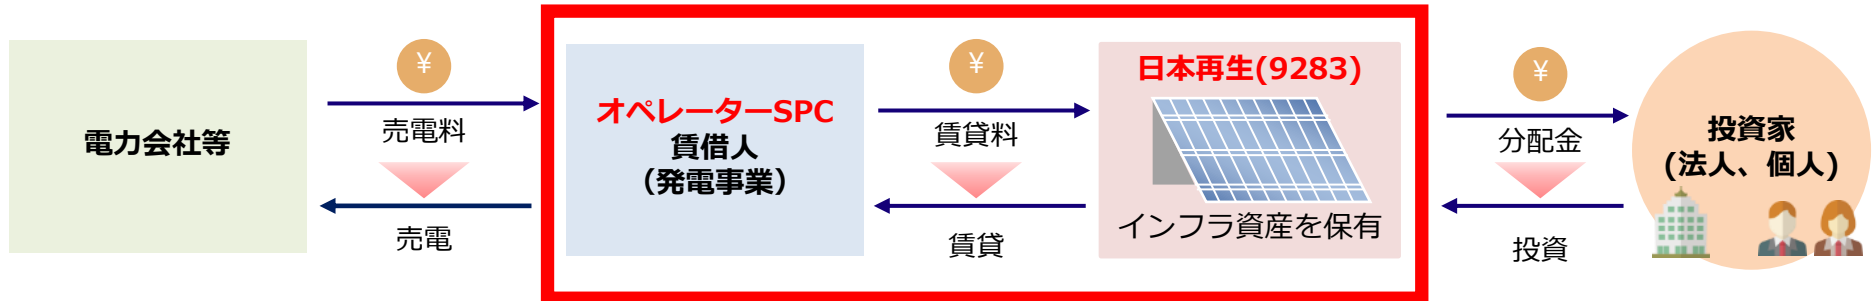 電力会社等
¥
売電料
売電
オペレーターSPC
賃借人
（発電事業）
¥
賃貸料
賃貸
日本再生(9283)
インフラ資産を保有
¥
分配金
投資
投資家
(法人、個人)